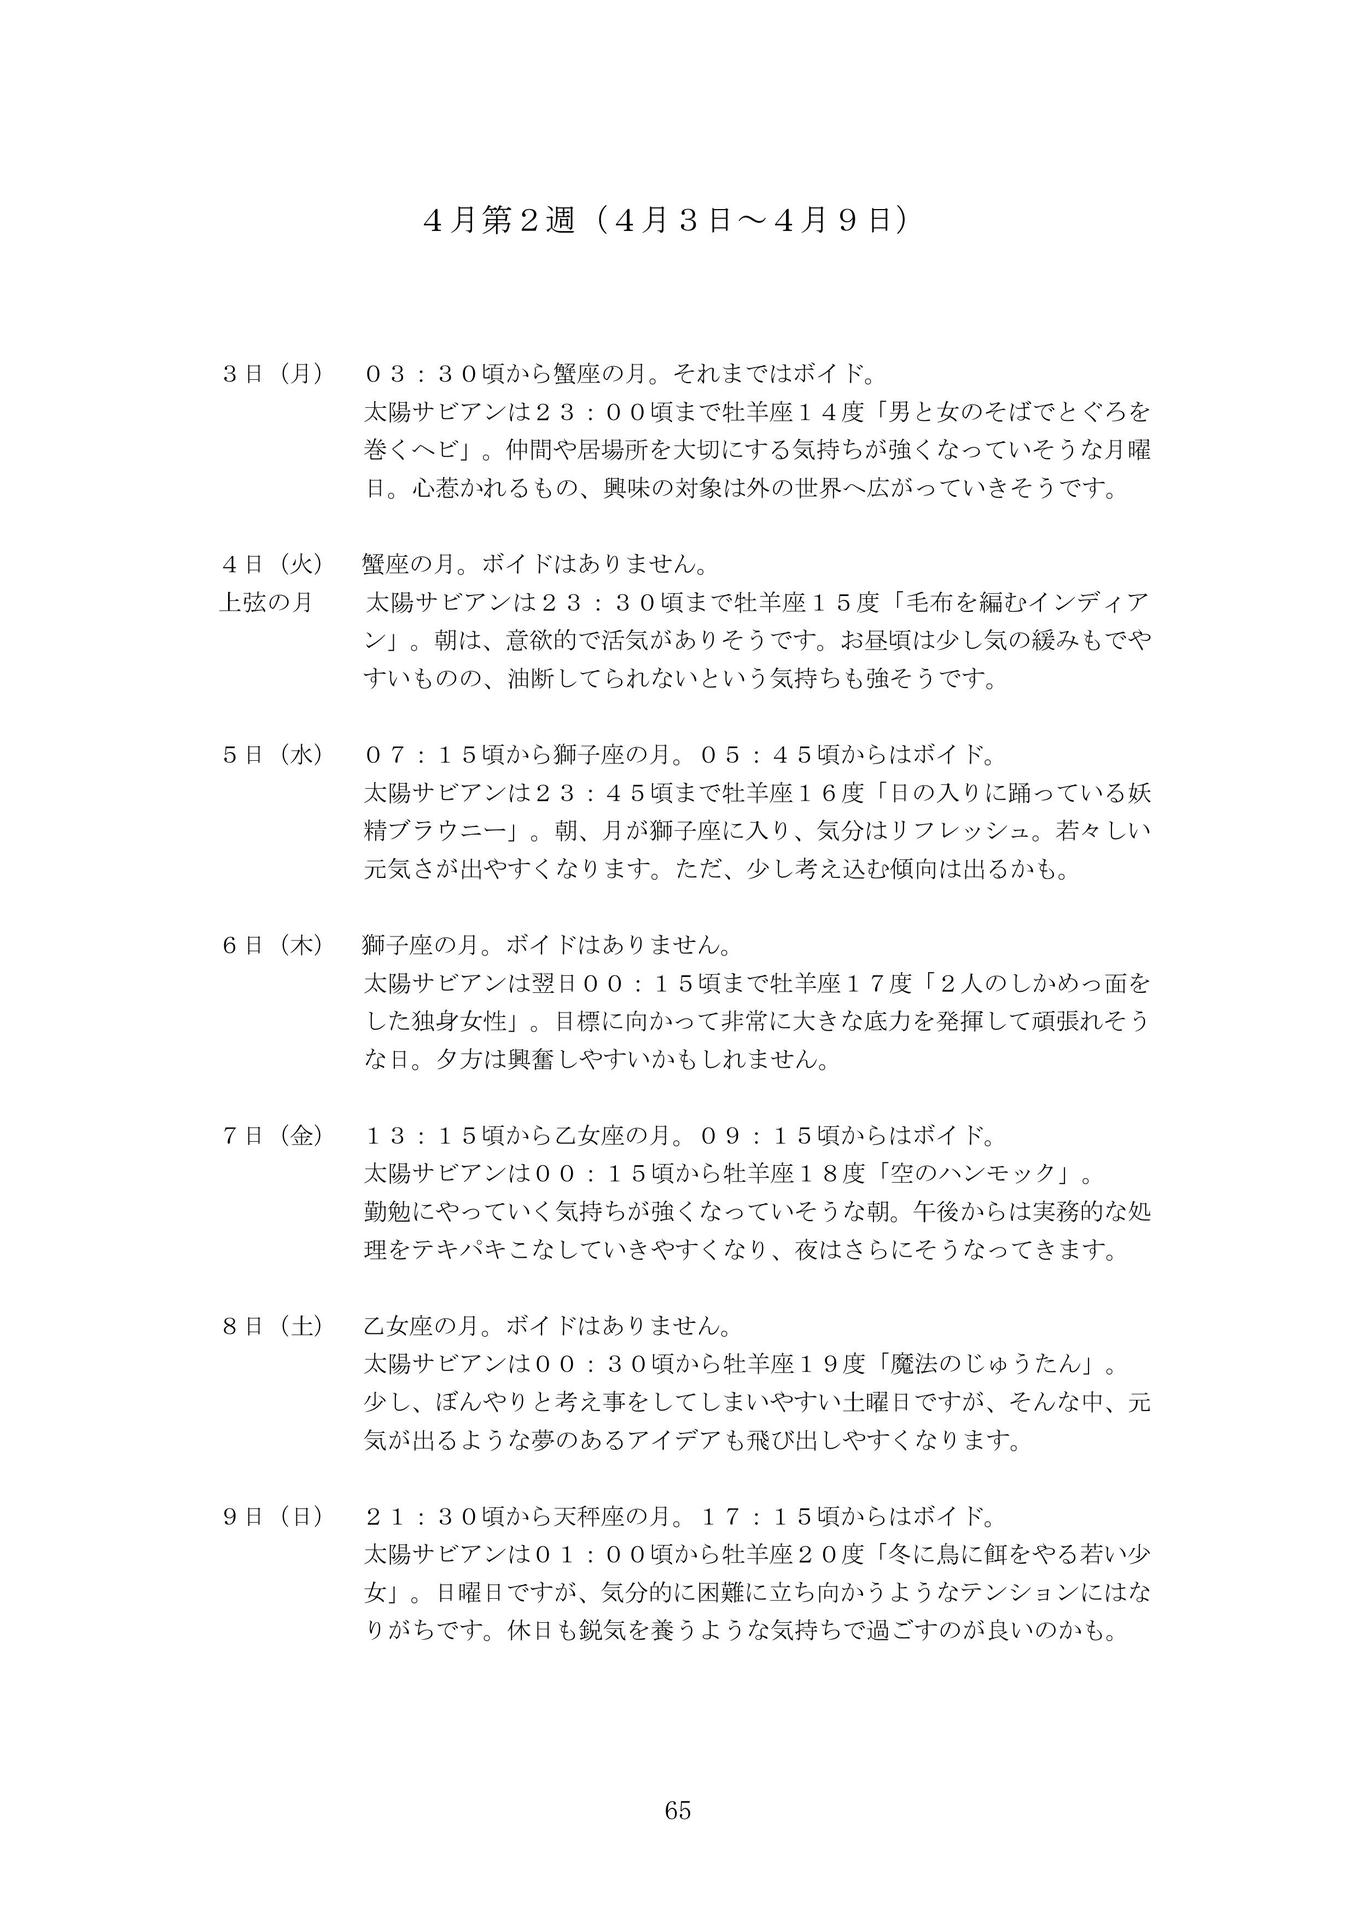 ４月第２週（４月３日～４月９日）
３日（月）　０３：３０頃から蟹座の月。それまではボイド。
太陽サビアンは２３：００頃まで牡羊座１４度「男と女のそばでとぐろを
巻くヘビ」。仲間や居場所を大切にする気持ちが強くなっていそうな月曜
日。心惹かれるもの、興味の対象は外の世界へ広がっていきそうです。
４日（火）　蟹座の月。ボイドはありません。
上弦の月　　太陽サビアンは２３：３０頃まで牡羊座１５度「毛布を編むインディア
ン」。朝は、意欲的で活気がありそうです。お昼頃は少し気の緩みもでや
すいものの、油断してられないという気持ちも強そうです。
５日（水）　０７：１５頃から獅子座の月。０５：４５頃からはボイド。
太陽サビアンは２３：４５頃まで牡羊座１６度「日の入りに踊っている妖
精ブラウニー」。朝、月が獅子座に入り、気分はリフレッシュ。若々しい
元気さが出やすくなります。ただ、少し考え込む傾向は出るかも。
６日（木）　獅子座の月。ボイドはありません。
太陽サビアンは翌日００：１５頃まで牡羊座１７度「２人のしかめっ面を
した独身女性」。目標に向かって非常に大きな底力を発揮して頑張れそう
な日。夕方は興奮しやすいかもしれません。
７日（金）　１３：１５頃から乙女座の月。０９：１５頃からはボイド。
太陽サビアンは００：１５頃から牡羊座１８度「空のハンモック」。
勤勉にやっていく気持ちが強くなっていそうな朝。午後からは実務的な処
理をテキパキこなしていきやすくなり、夜はさらにそうなってきます。
８日（土）　乙女座の月。ボイドはありません。
太陽サビアンは００：３０頃から牡羊座１９度「魔法のじゅうたん」。
少し、ぼんやりと考え事をしてしまいやすい土曜日ですが、そんな中、元
気が出るような夢のあるアイデアも飛び出しやすくなります。
９日（日）　２１：３０頃から天秤座の月。１７：１５頃からはボイド。
太陽サビアンは０１：００頃から牡羊座２０度「冬に鳥に餌をやる若い少
女」。日曜日ですが、気分的に困難に立ち向かうようなテンションにはな
りがちです。休日も鋭気を養うような気持ちで過ごすのが良いのかも。
65